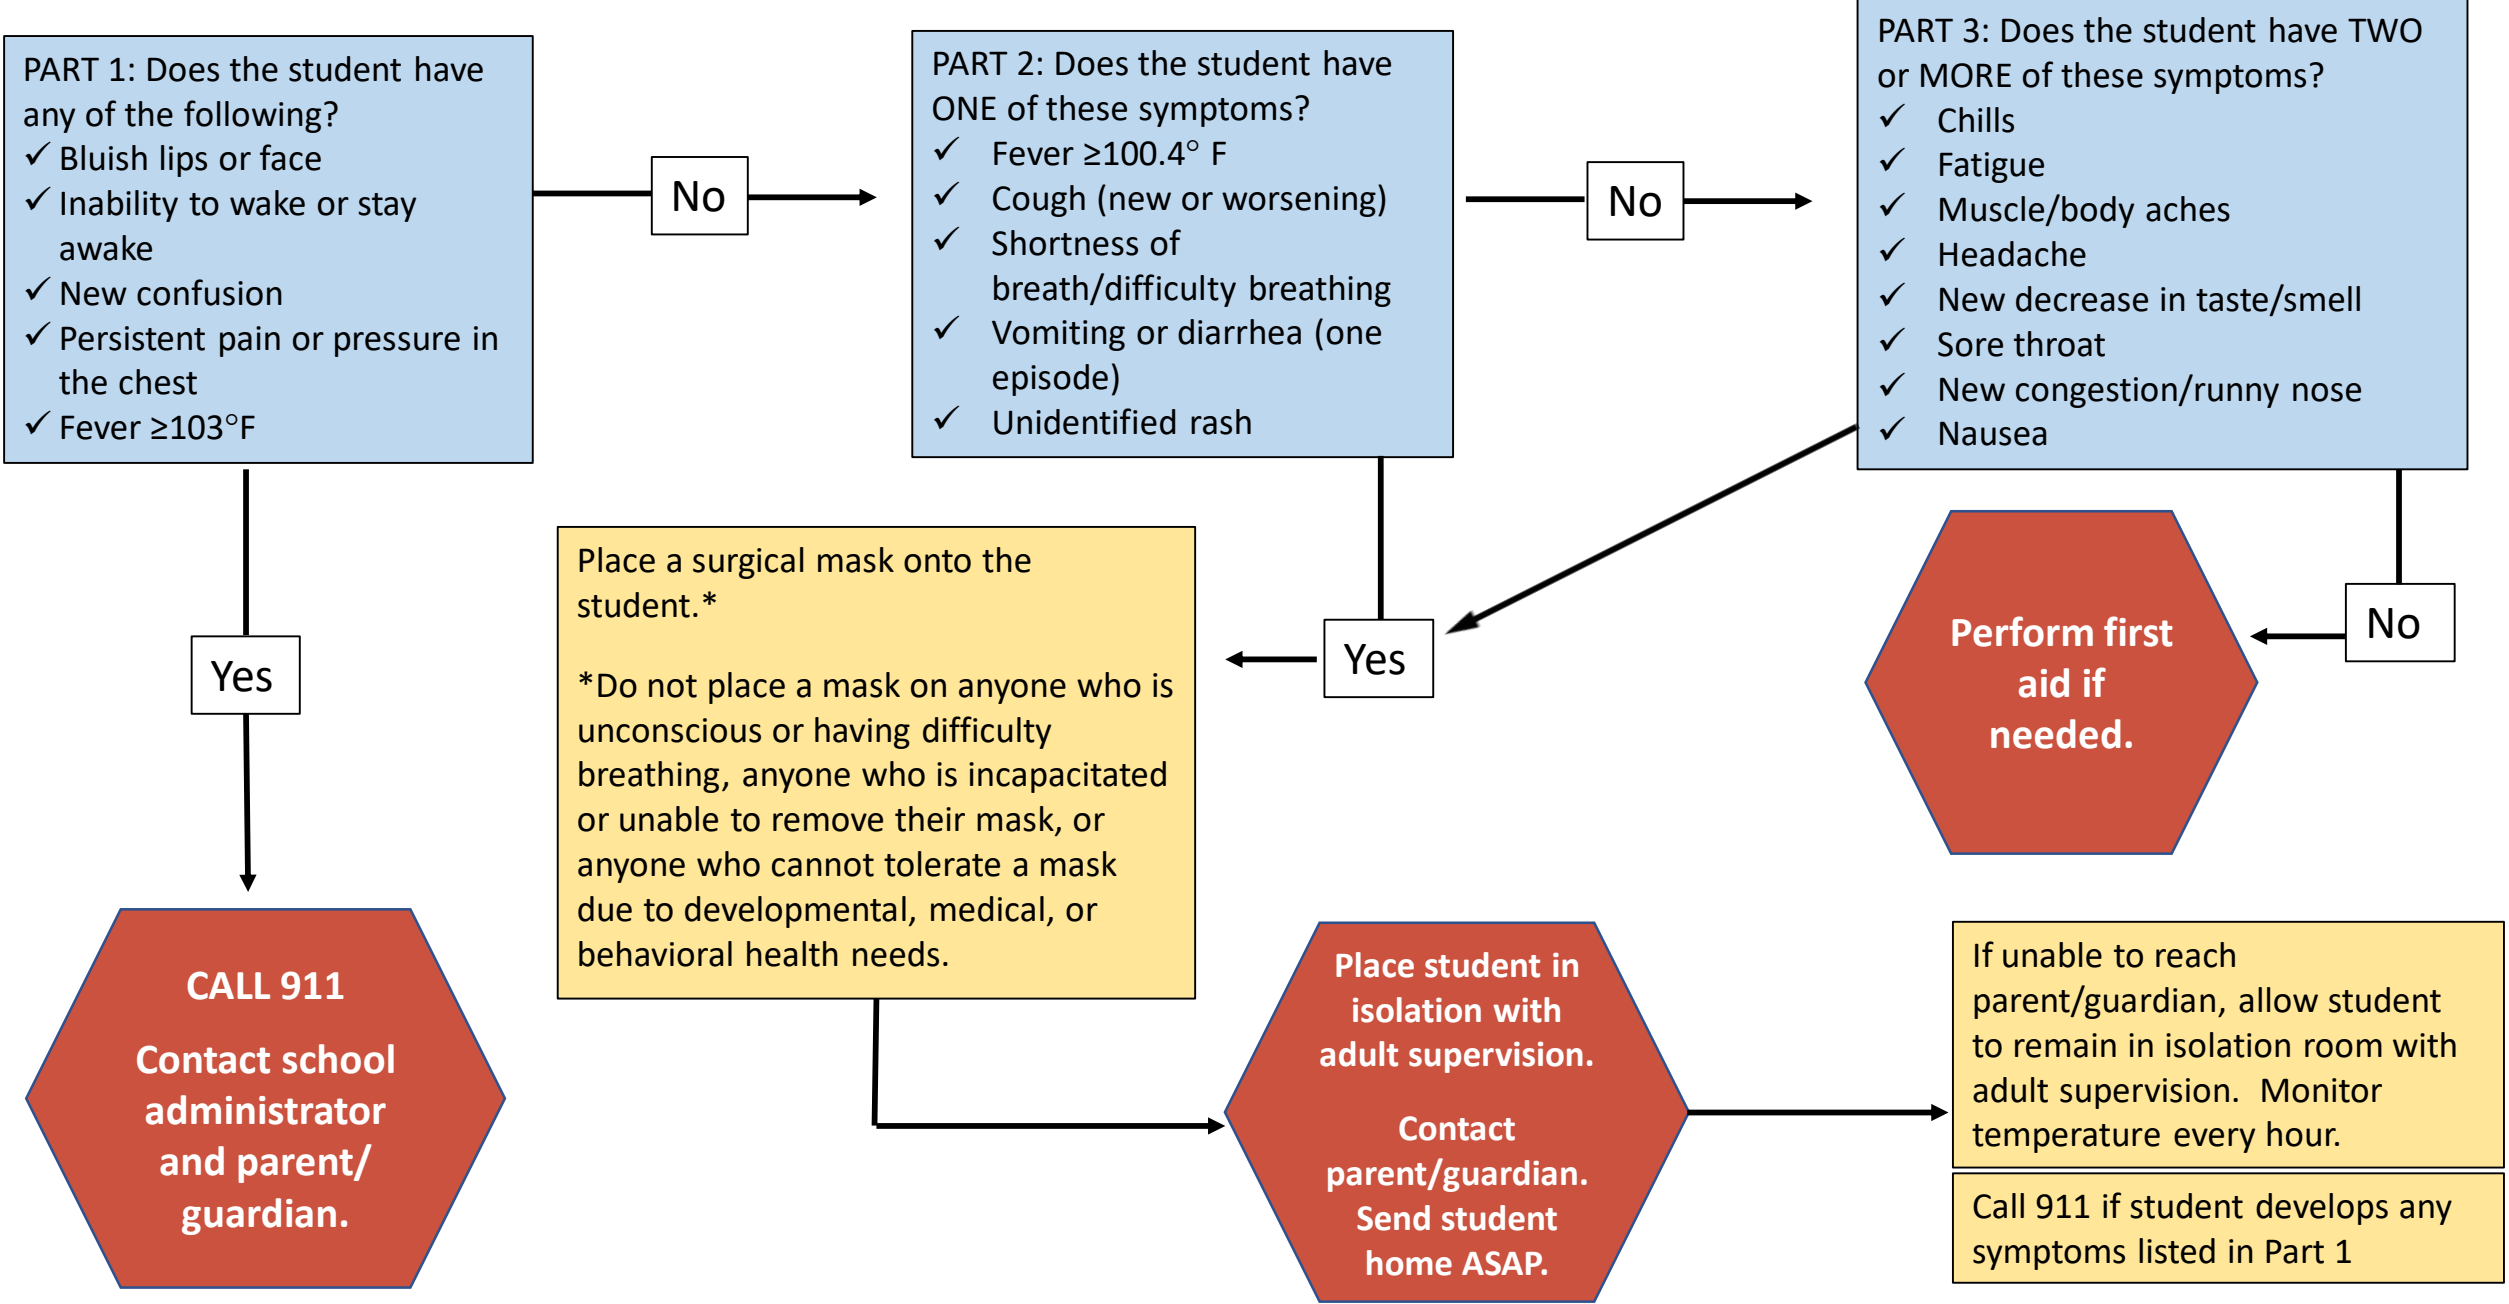 PART 1: Does the student have
any of the following?
✓ Bluish lips or face
✓ Inability to wake or stay
awake
✓ New confusion
✓ Persistent pain or pressure in
the chest
✓ Fever ≥103°F
No
PART 2: Does the student have
ONE of these symptoms?
✓ Fever ≥100.4° F
✓ Cough (new or worsening)
✓ Shortness of
breath/difficulty breathing
✓ Vomiting or diarrhea (one
episode)
✓ Unidentified rash
No
PART 3: Does the student have TWO
or MORE of these symptoms?
✓ Chills
✓ Fatigue
✓ Muscle/body aches
✓ Headache
✓ New decrease in taste/smell
✓ Sore throat
✓ New congestion/runny nose
✓ Nausea
Yes
CALL 911
Contact school
administrator
and parent/
guardian.
Yes
Place a surgical mask onto the
student.*
*Do not place a mask on anyone who is
unconscious or having difficulty
breathing, anyone who is incapacitated
or unable to remove their mask, or
anyone who cannot tolerate a mask
due to developmental, medical, or
behavioral health needs.
No
Perform first
aid if
needed.
Place student in
isolation with
adult supervision.
Contact
parent/guardian.
Send student
home ASAP.
If unable to reach
parent/guardian, allow student
to remain in isolation room with
adult supervision.  Monitor
temperature every hour.
Call 911 if student develops any
symptoms listed in Part 1